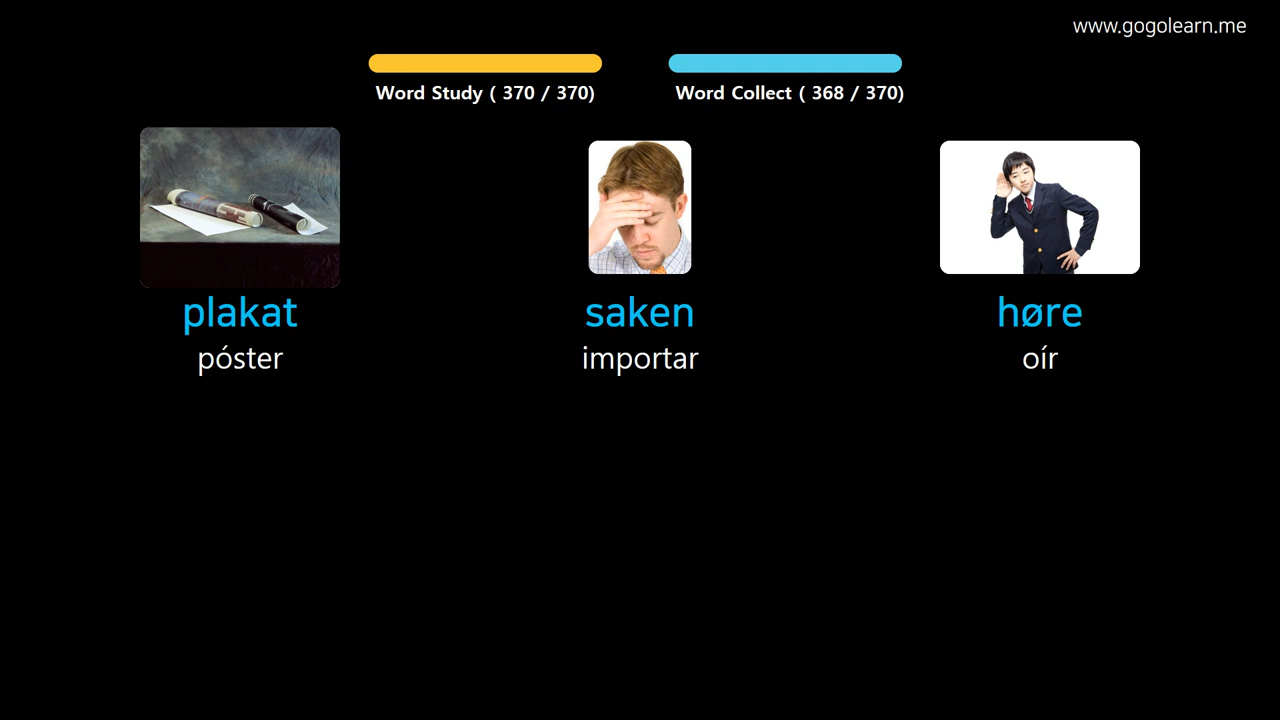 www.gogolearn.me
Word Study ( 370 / 370)
Word Collect ( 368 / 370)
plakat
póster
saken
importar
høre
oír